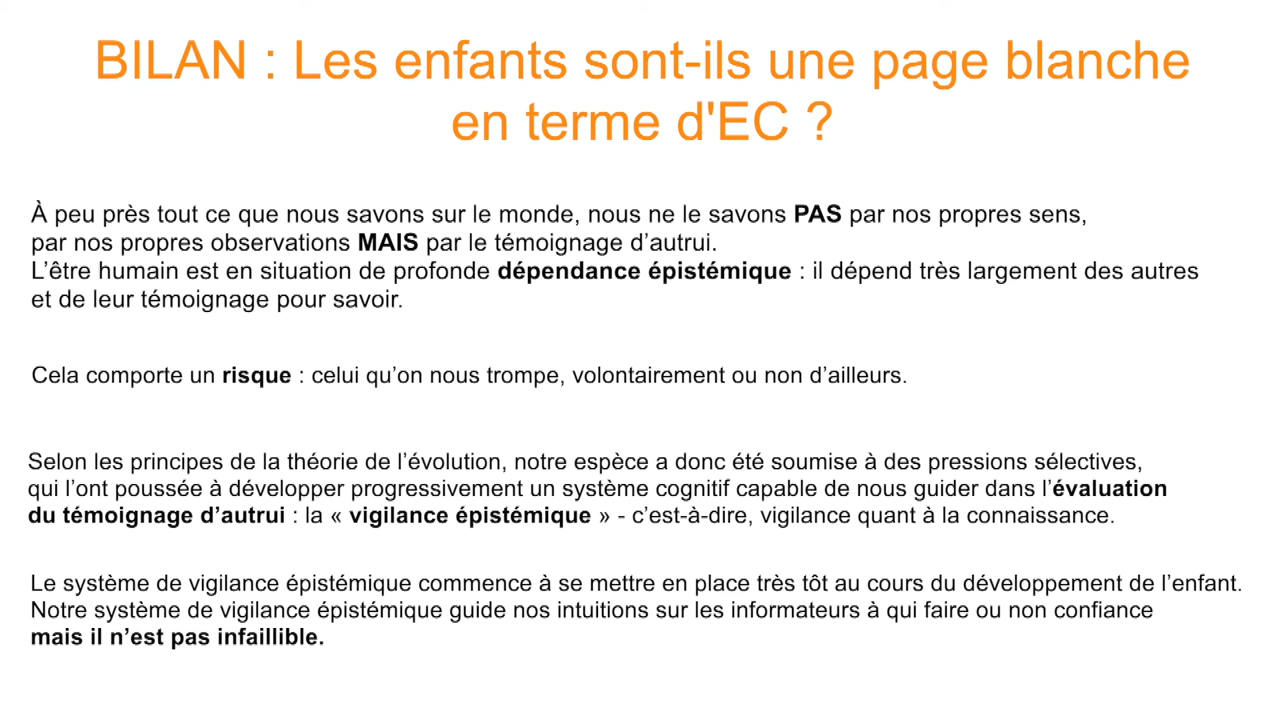 BILAN : Les enfants sont-ils une page blanche
en terme d'EC ?
À peu près tout ce que nous savons sur le monde, nous ne le savons PAS par nos propres sens,
par nos propres observations MAIS par le témoignage d’autrui.
L’être humain est en situation de profonde dépendance épistémique : il dépend très largement des autres
et de leur témoignage pour savoir.
Cela comporte un risque : celui qu’on nous trompe, volontairement ou non d’ailleurs.
Selon les principes de la théorie de l’évolution, notre espèce a donc été soumise à des pressions sélectives,
qui l’ont poussée à développer progressivement un système cognitif capable de nous guider dans l’évaluation
du témoignage d’autrui : la « vigilance épistémique » - c’est-à-dire, vigilance quant à la connaissance.
Le système de vigilance épistémique commence à se mettre en place très tôt au cours du développement de l’enfant.
Notre système de vigilance épistémique guide nos intuitions sur les informateurs à qui faire ou non confiance
mais il n’est pas infaillible.